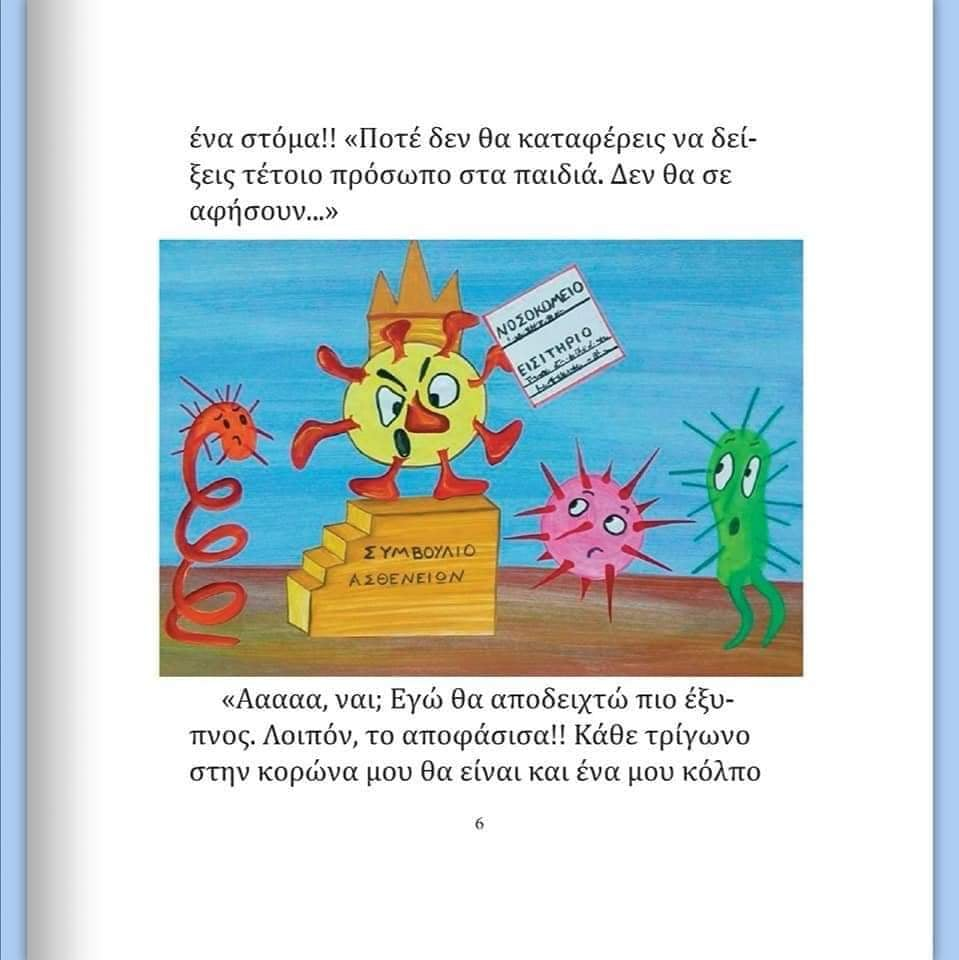 ένα στόμα!! «Ποτέ δεν θα καταφέρεις να δεί-
ξεις τέτοιο πρόσωπο στα παιδιά. Δεν θα σε
αφήσουν...»
ΝΟΣΟΚΟΜΕΙΟ
ΕΙΣΙΤΗΡΙΟ
ΣΥΜΒΟΥΛΙΟ
ΑΣΘΕΝΕΙΩΝ
«Ααααα, ναι; Εγώ θα αποδειχτώ πιο έξυ-
πνος. Λοιπόν, το αποφάσισα!! Κάθε τρίγωνο
στην κορώνα μου θα είναι και ένα μου κόλπο
6